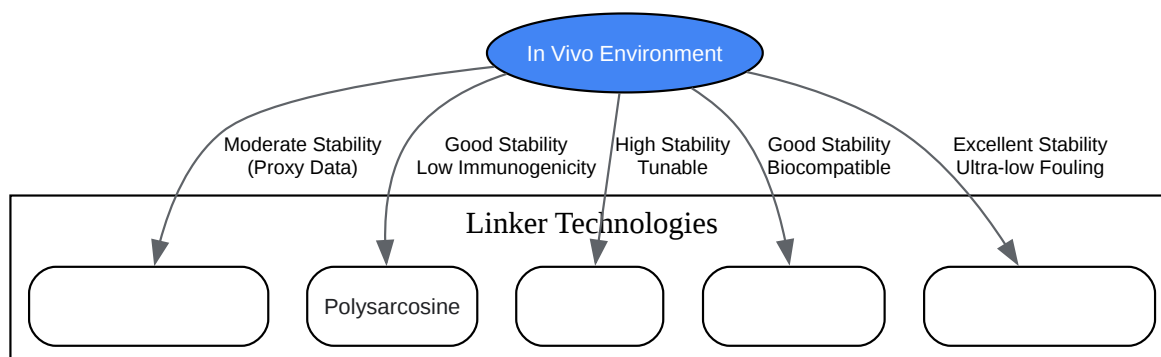 In Vivo Environment
Moderate Stability
(Proxy Data)
Good Stability
Low Immunogenicity
High Stability
Tunable
Good Stability
Biocompatible
Excellent Stability
Ultra-low Fouling
Linker Technologies
Polysarcosine